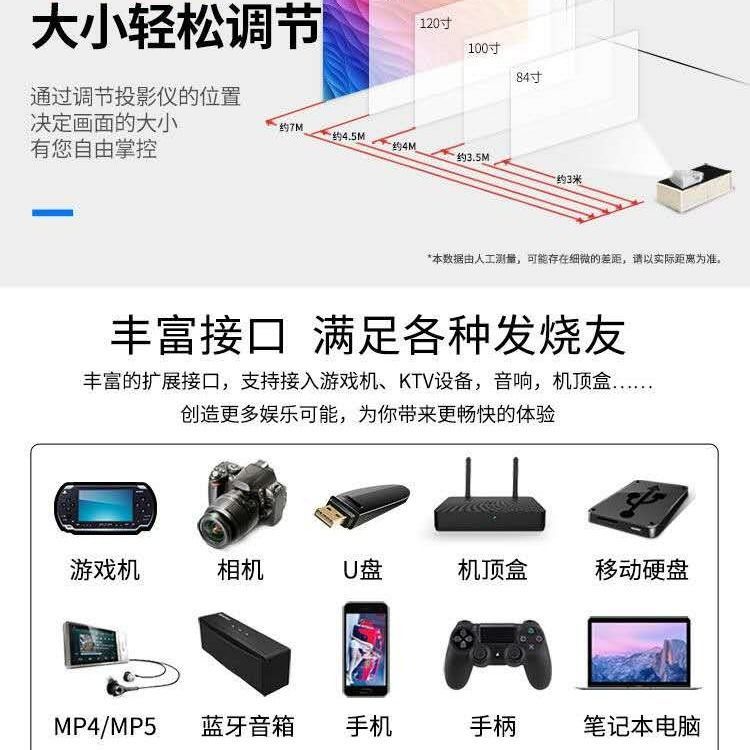 大小轻松调节
通过调节投影仪的位置
决定画面的大小
有您自由掌控
120寸
100寸
84寸
约7M
约4.5M
约4M
约3.5M
约3米
*本数据由人工测量，可能存在细微的差距，请以实际距离为准。
丰富接口 满足各种发烧友
丰富的扩展接口，支持接入游戏机、KTV设备，音响，机顶盒……
创造更多娱乐可能，为你带来更畅快的体验
游戏机 相机 U盘 机顶盒 移动硬盘
MP4/MP5 蓝牙音箱 手机 手柄 笔记本电脑